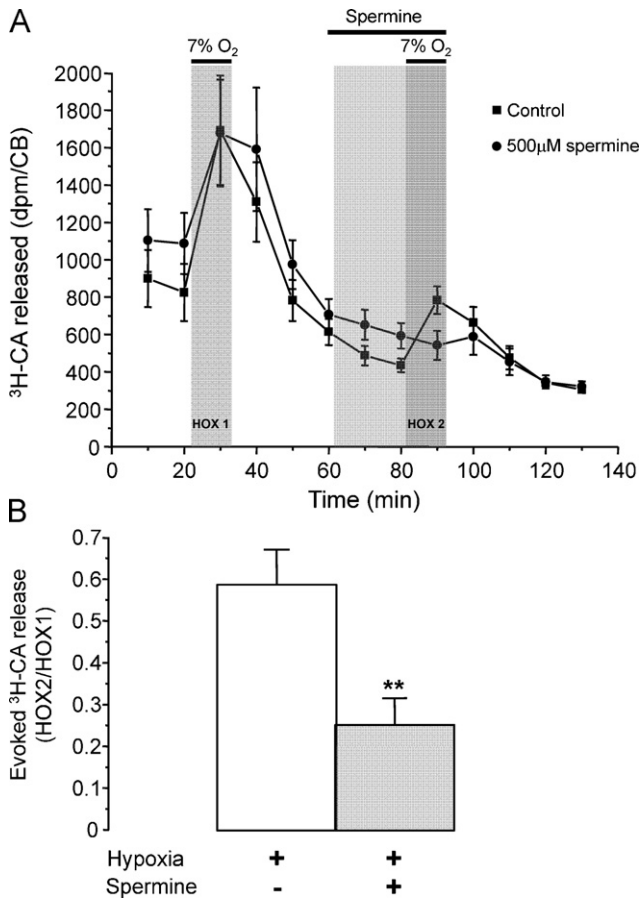 A
Spermine
7% O2 7% O2
2000
1800
1600
1400
1200
1000
800
600
400
200
0
³H-CA released (dpm/CB)
Control
500µM spermine
HOX 1 HOX 2
0 20 40 60 80 100 120 140
Time (min)
B
0.7
0.6
0.5
0.4
0.3
0.2
0.1
0
Evoked ³H-CA release
(HOX2/HOX1)
**
Hypoxia + +
Spermine - +